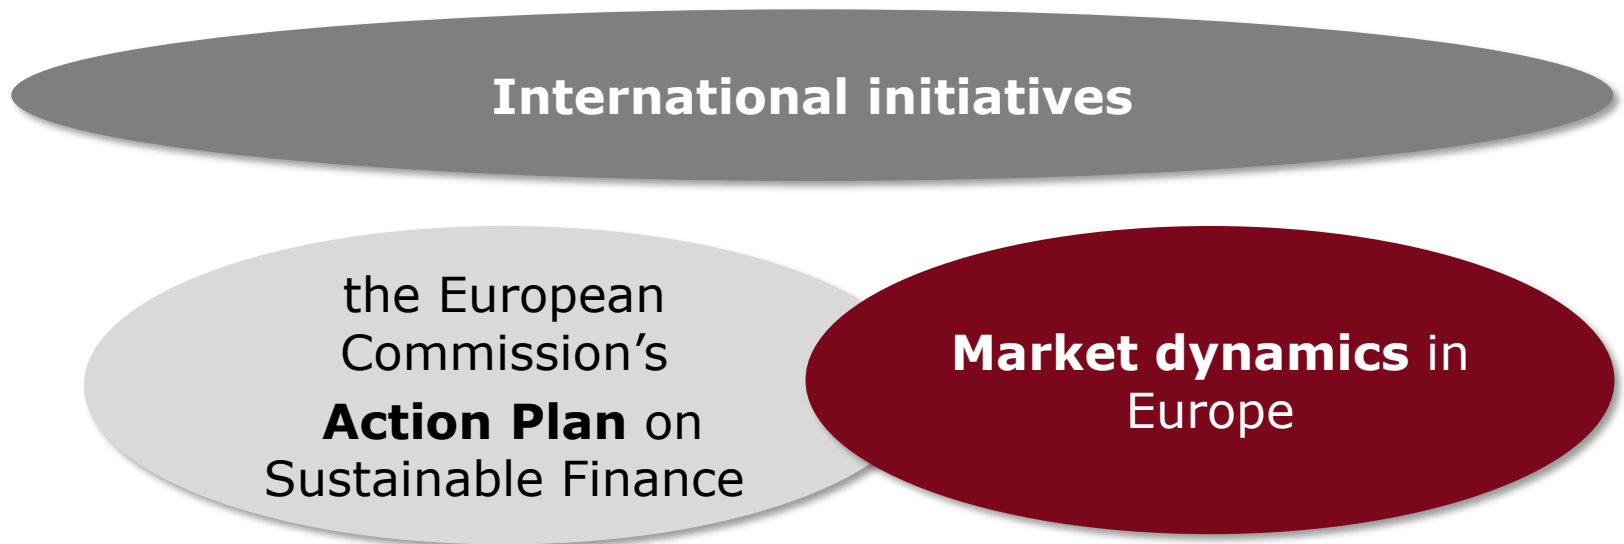 International initiatives
the European
Commission’s
Action Plan on
Sustainable Finance
Market dynamics in
Europe